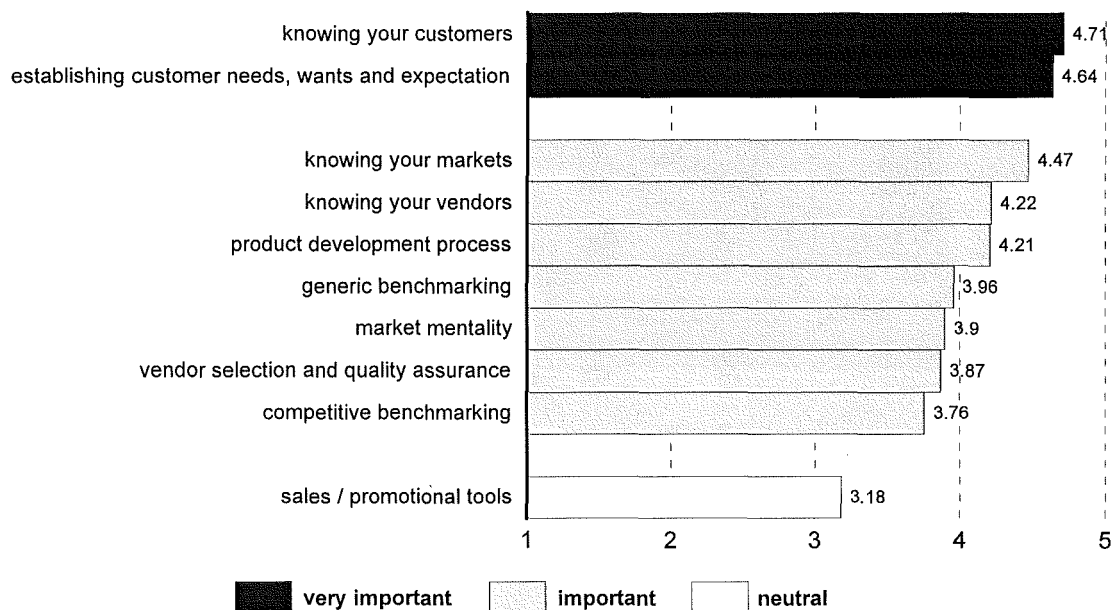 knowing your customers 4.71
establishing customer needs, wants and expectation 4.64
knowing your markets 4.47
knowing your vendors 4.22
product development process 4.21
generic benchmarking 3.96
market mentality 3.9
vendor selection and quality assurance 3.87
competitive benchmarking 3.76
sales / promotional tools 3.18
1 2 3 4 5
very important important neutral